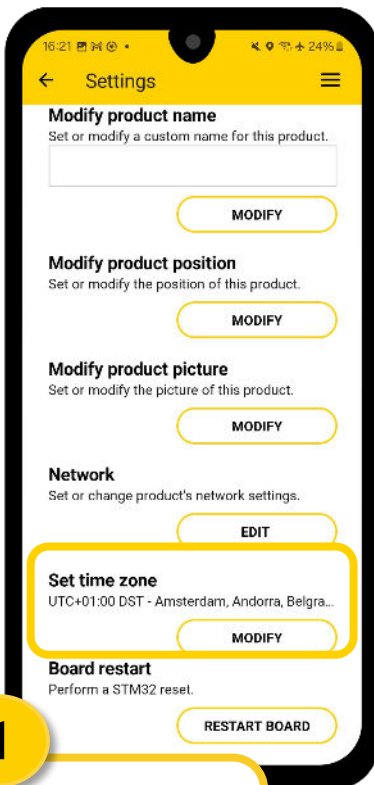 16:21 24%
Settings
Modify product name
Set or modify a custom name for this product.
MODIFY
Modify product position
Set or modify the position of this product.
MODIFY
Modify product picture
Set or modify the picture of this product.
MODIFY
Network
Set or change product's network settings.
EDIT
Set time zone
UTC+01:00 DST - Amsterdam, Andorra, Belgra...
MODIFY
Board restart
Perform a STM32 reset.
RESTART BOARD
1